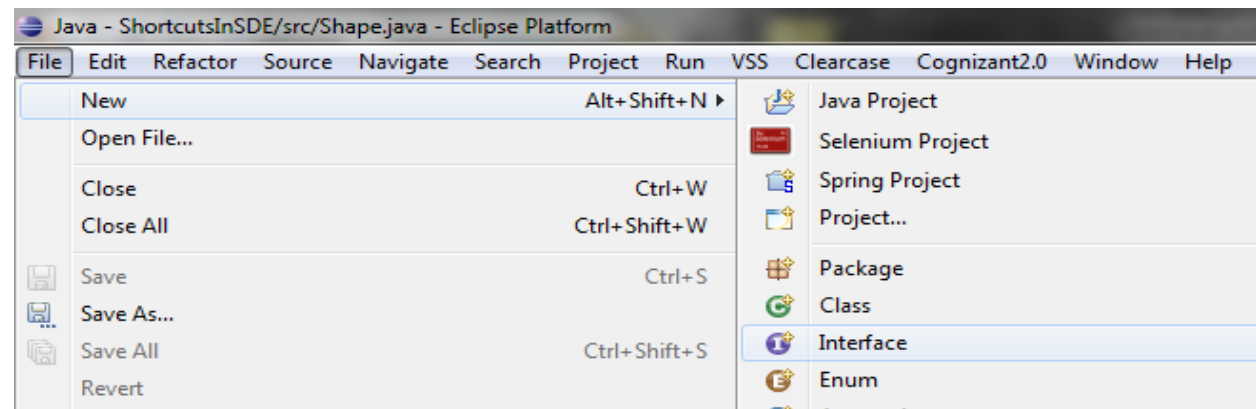 Java - ShortcutsInSDE/src/Shape.java - Eclipse Platform
File Edit Refactor Source Navigate Search Project Run VSS Clearcase Cognizant2.0 Window Help
New Alt+Shift+N
Open File...
Close Ctrl+W
Close All Ctrl+Shift+W
Save Ctrl+S
Save As...
Save All Ctrl+Shift+S
Revert
Java Project
Selenium Project
Spring Project
Project...
Package
Class
Interface
Enum